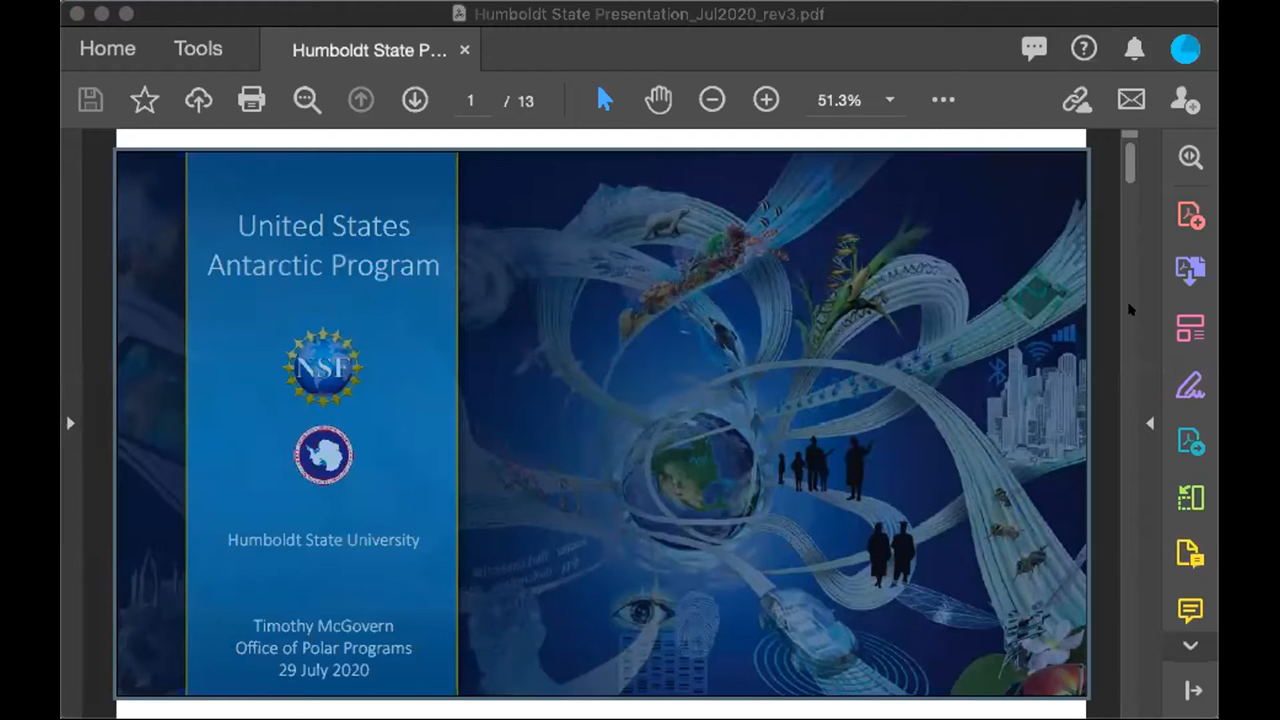 Humboldt State Presentation_Jul2020_rev3.pdf
Home
Tools
Humboldt State P...
1 / 13
51.3%
United States
Antarctic Program
NSF
Humboldt State University
Timothy McGovern
Office of Polar Programs
29 July 2020